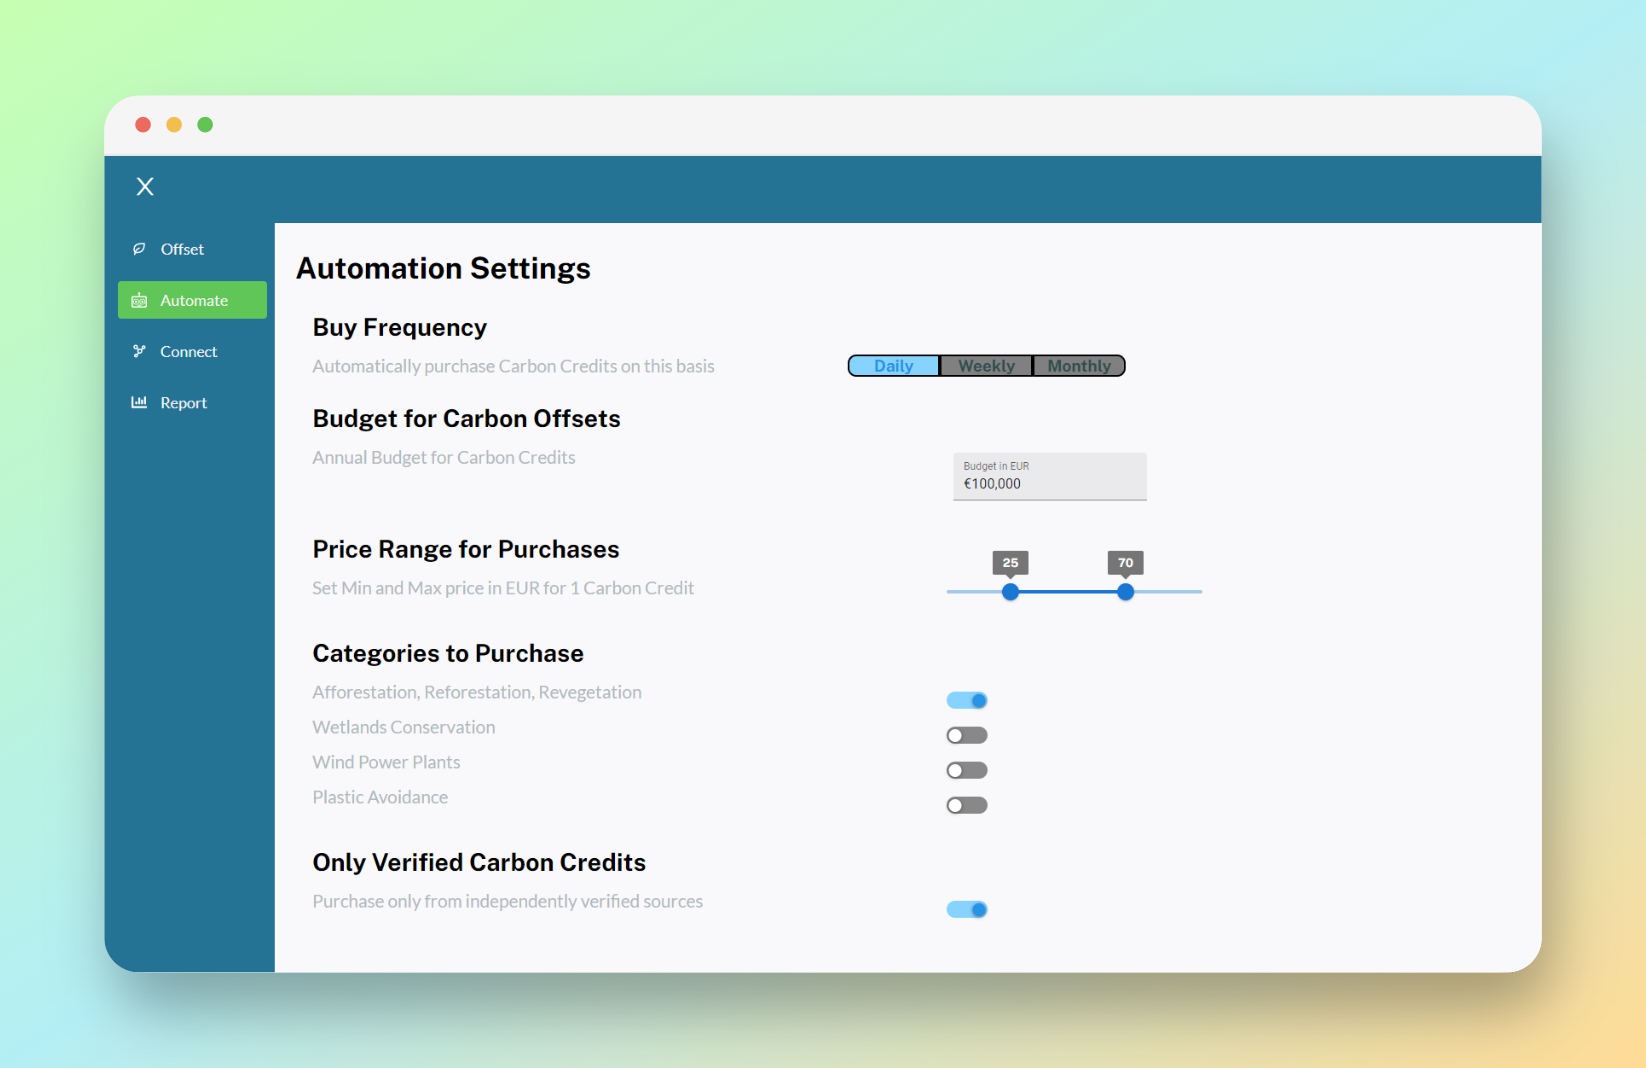 X
Offset
Automate
Connect
Report
Automation Settings
Buy Frequency
Automatically purchase Carbon Credits on this basis
Daily Weekly Monthly
Budget for Carbon Offsets
Annual Budget for Carbon Credits
Budget in EUR
€100,000
Price Range for Purchases
25 70
Set Min and Max price in EUR for 1 Carbon Credit
Categories to Purchase
Afforestation, Reforestation, Revegetation
Wetlands Conservation
Wind Power Plants
Plastic Avoidance
Only Verified Carbon Credits
Purchase only from independently verified sources